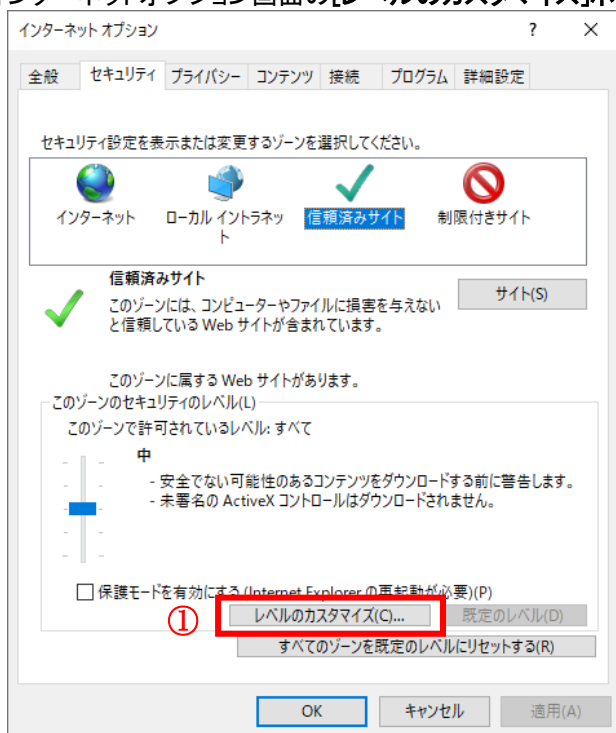 インターネット オプション
? ×
全般 セキュリティ プライバシー コンテンツ 接続 プログラム 詳細設定
セキュリティ設定を表示または変更するゾーンを選択してください。
インターネット ローカル イントラネッ 信頼済みサイト 制限付きサイト
ト
信頼済みサイト
このゾーンには、コンピューターやファイルに損害を与えない
と信頼している Web サイトが含まれています。
サイト(S)
このゾーンに属する Web サイトがあります。
このゾーンのセキュリティのレベル(L)
このゾーンで許可されているレベル: すべて
中
- 安全でない可能性のあるコンテンツをダウンロードする前に警告します。
- 未署名の ActiveX コントロールはダウンロードされません。
保護モードを有効にする (Internet Explorer の再起動が必要)(P)
① レベルのカスタマイズ(C)... 既定のレベル(D)
すべてのゾーンを既定のレベルにリセットする(R)
OK キャンセル 適用(A)